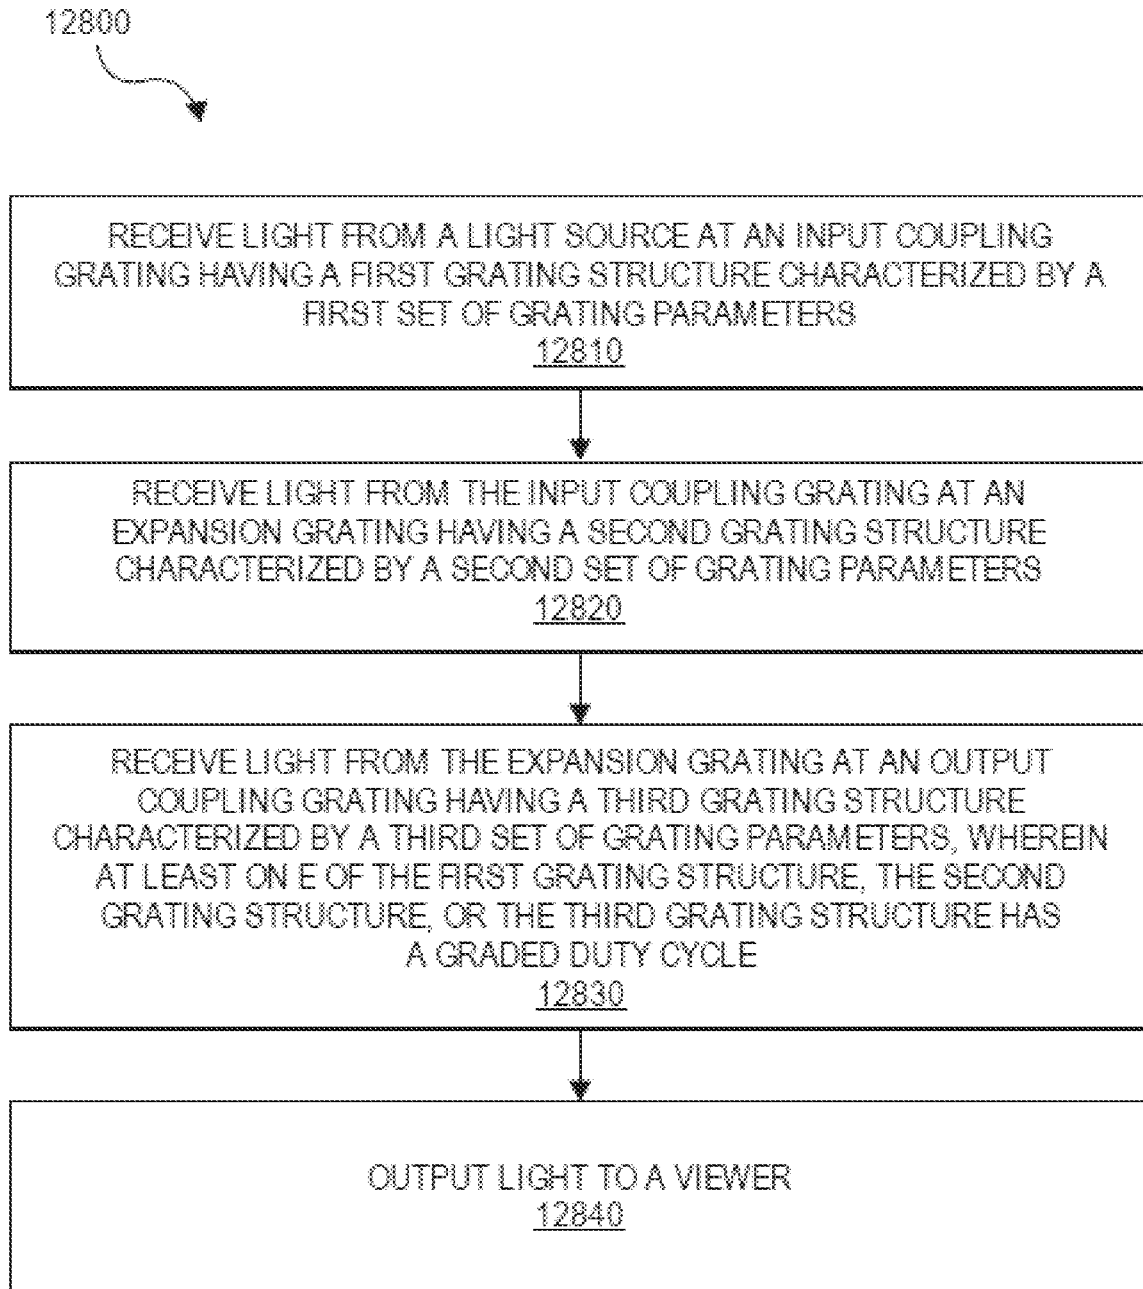 12800
RECEIVE LIGHT FROM A LIGHT SOURCE AT AN INPUT COUPLING
GRATING HAVING A FIRST GRATING STRUCTURE CHARACTERIZED BY A
FIRST SET OF GRATING PARAMETERS
12810
RECEIVE LIGHT FROM THE INPUT COUPLING GRATING AT AN
EXPANSION GRATING HAVING A SECOND GRATING STRUCTURE
CHARACTERIZED BY A SECOND SET OF GRATING PARAMETERS
12820
RECEIVE LIGHT FROM THE EXPANSION GRATING AT AN OUTPUT
COUPLING GRATING HAVING A THIRD GRATING STRUCTURE
CHARACTERIZED BY A THIRD SET OF GRATING PARAMETERS, WHEREIN
AT LEAST ON E OF THE FIRST GRATING STRUCTURE, THE SECOND
GRATING STRUCTURE, OR THE THIRD GRATING STRUCTURE HAS
A GRADED DUTY CYCLE
12830
OUTPUT LIGHT TO A VIEWER
12840